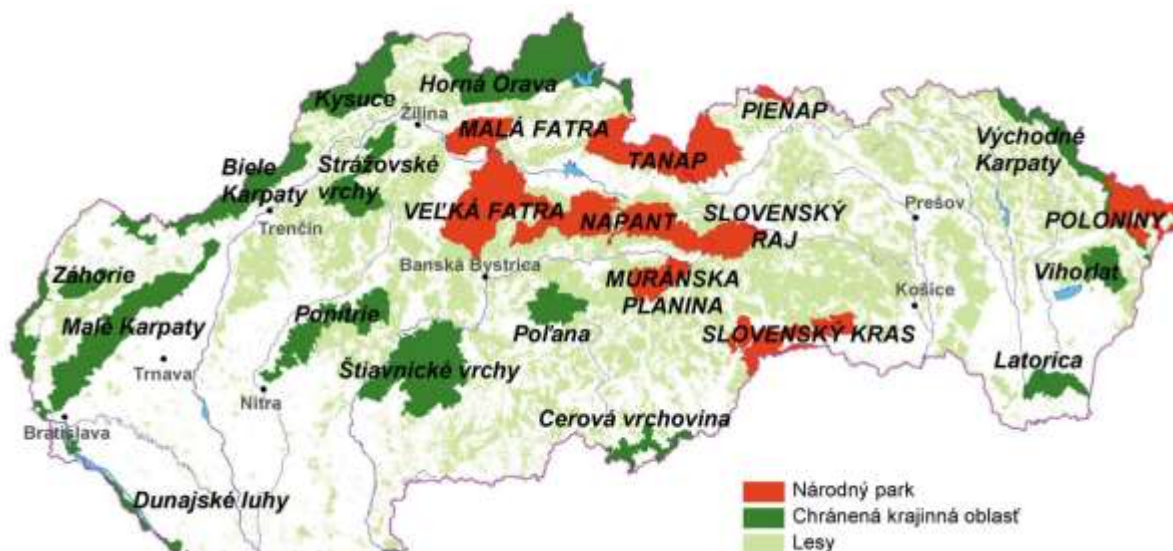 Horná Orava
Kysuce
Žilina
PIENAP
MALÁ FATRA
Východné
Karpaty
TANAP
Strážovské
vrchy
Biele
Karpaty
Trenčín
VEĽKÁ FATRA
NAPANT
SLOVENSKÝ
RAJ
Prešov
POLONINY
Banská Bystrica
Záhorie
MURÁNSKA
PLANINA
Vihorlat
Košice
Malé Karpaty
Ponitrie
Poľana
SLOVENSKÝ KRAS
Štiavnické vrchy
Trnava
Latorica
Nitra
Cerová vrchovina
Bratislava
Dunajské luhy
Národný park
Chránená krajinná oblasť
Lesy